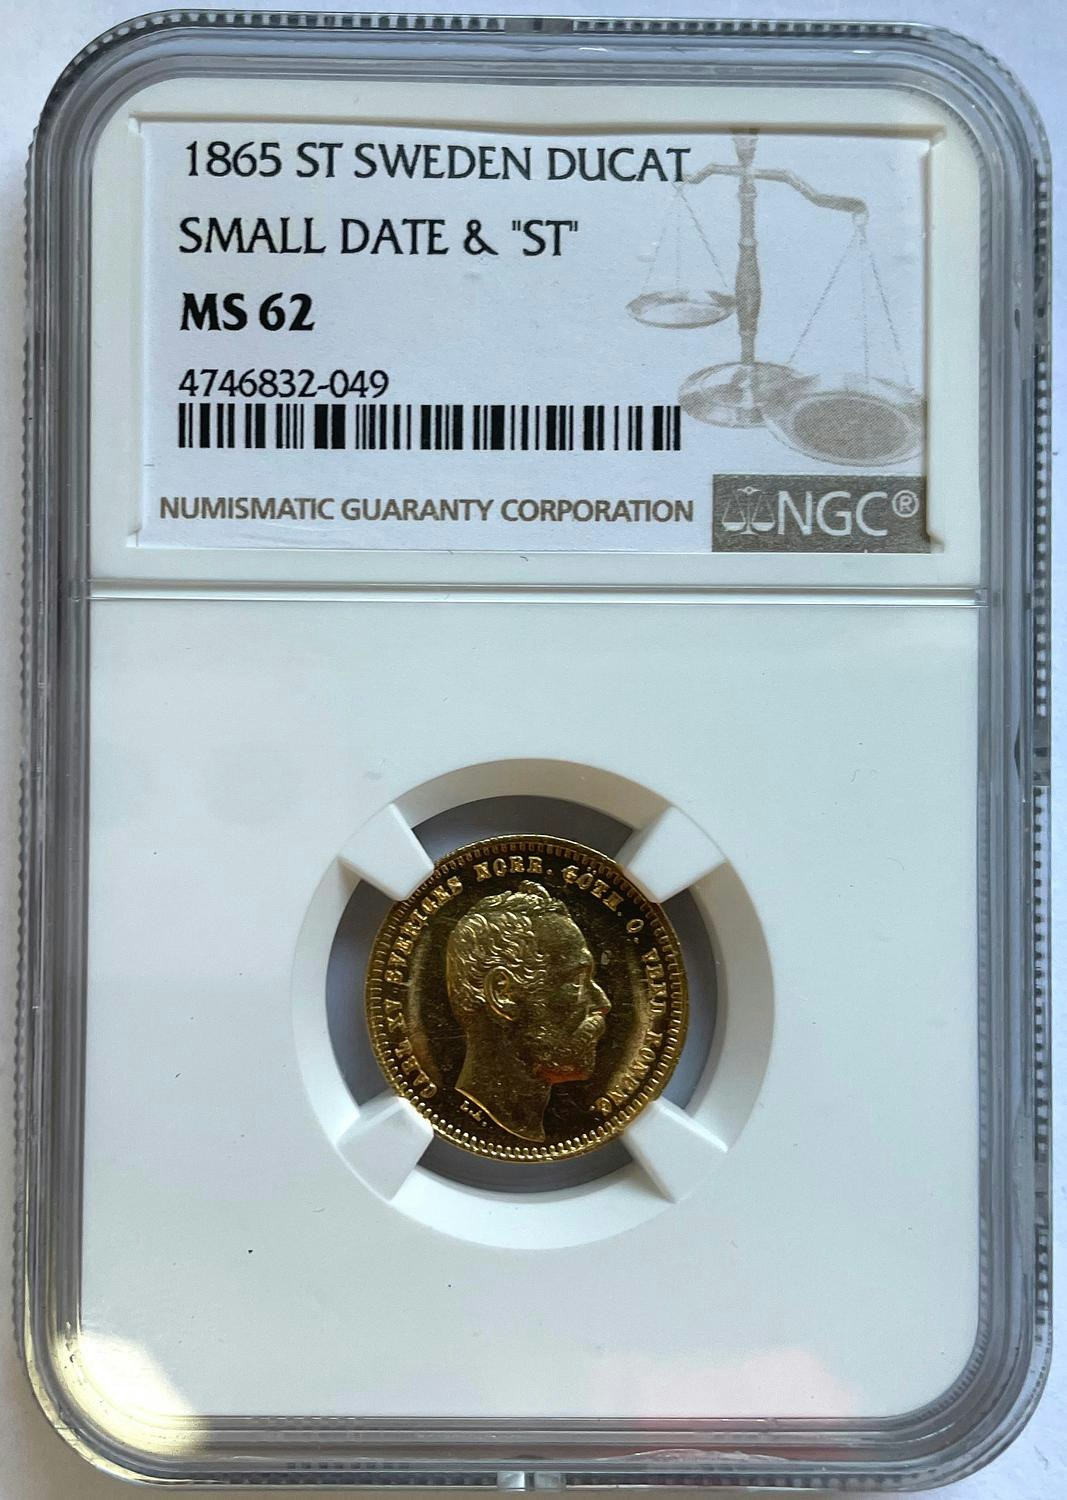 1865 ST SWEDEN DUCAT
SMALL DATE & "ST"
MS 62
4746832-049
NUMISMATIC GUARANTY CORPORATION
NGC®
CARL XV SVERIGES NORR. GÖTH. O. VEND. KONUNG.
L.A.